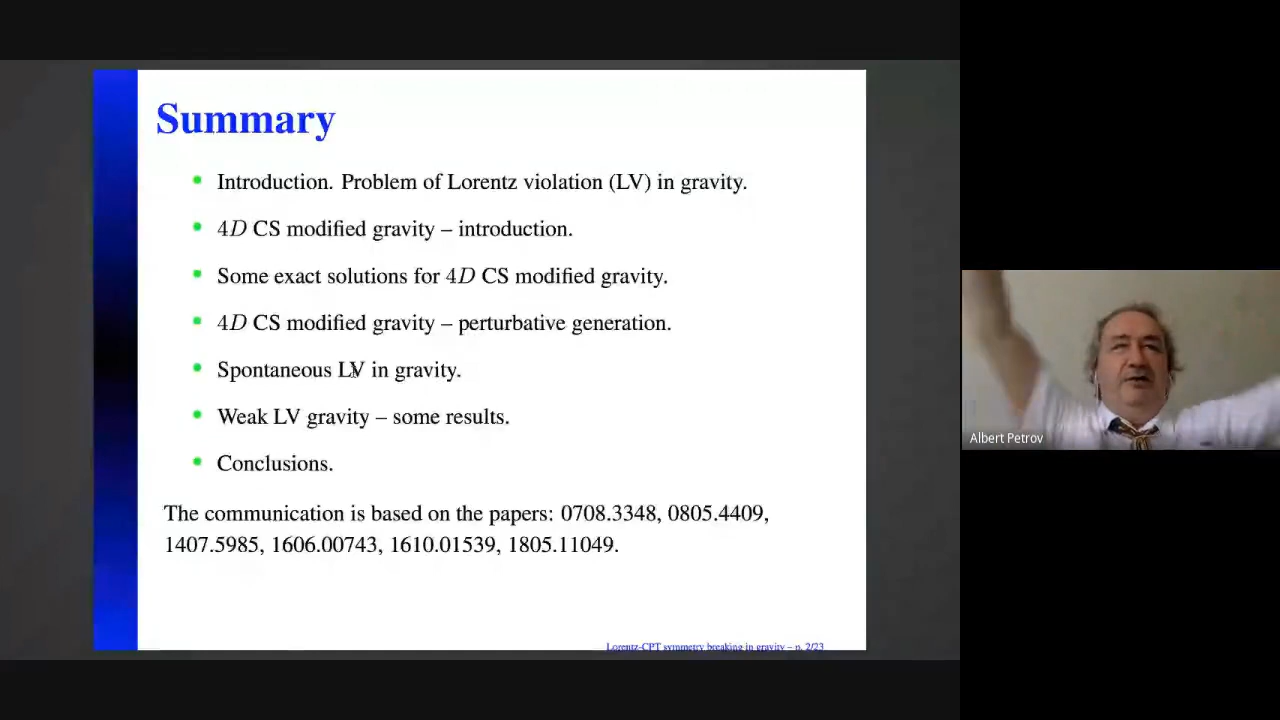 Summary
Introduction. Problem of Lorentz violation (LV) in gravity.
4D CS modified gravity – introduction.
Some exact solutions for 4D CS modified gravity.
4D CS modified gravity – perturbative generation.
Spontaneous LV in gravity.
Weak LV gravity – some results.
Conclusions.
The communication is based on the papers: 0708.3348, 0805.4409,
1407.5985, 1606.00743, 1610.01539, 1805.11049.
Lorentz-CPT symmetry breaking in gravity – p. 2/23
Albert Petrov